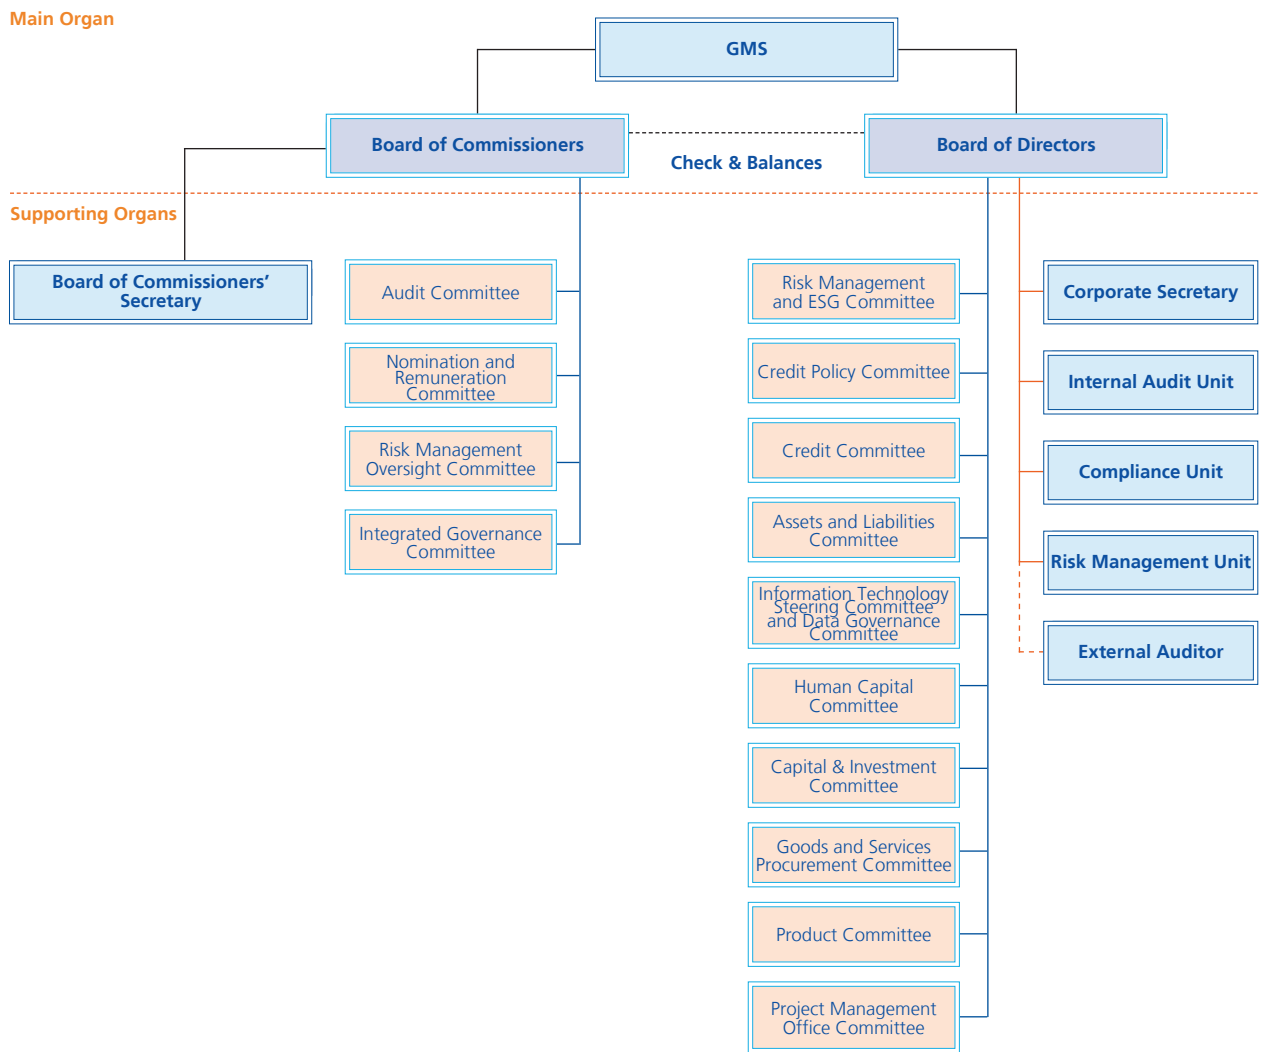 Main Organ
GMS
Board of Commissioners
Board of Directors
Check & Balances
Supporting Organs
Board of Commissioners’
Secretary
Audit Committee
Nomination and
Remuneration
Committee
Risk Management
Oversight Committee
Integrated Governance
Committee
Risk Management
and ESG Committee
Credit Policy Committee
Credit Committee
Assets and Liabilities
Committee
Information Technology
Steering Committee
and Data Governance
Committee
Human Capital
Committee
Capital & Investment
Committee
Goods and Services
Procurement Committee
Product Committee
Project Management
Office Committee
Corporate Secretary
Internal Audit Unit
Compliance Unit
Risk Management Unit
External Auditor